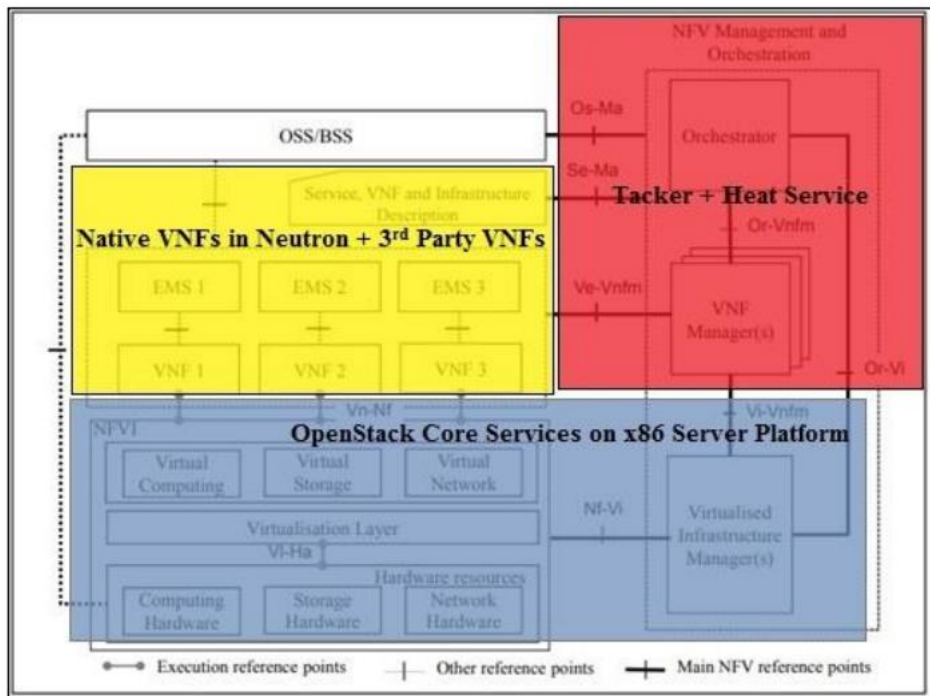 NFV Management and
Orchestration
Os-Ma
OSS/BSS
Orchestrator
Se-Ma
Service, VNF and Infrastructure
Description
Tacker + Heat Service
Or-Vnfm
Native VNFs in Neutron + 3rd Party VNFs
EMS 1
EMS 2
EMS 3
Ve-Vnfm
VNF
Manager(s)
VNF 1
VNF 2
VNF 3
Or-Vi
Vn-Nf
Vi-Vnfm
NFVI
OpenStack Core Services on x86 Server Platform
Virtual
Computing
Virtual
Storage
Virtual
Network
Nf-Vi
Virtualised
Infrastructure
Manager(s)
Virtualisation Layer
Vl-Ha
Hardware resources
Computing
Hardware
Storage
Hardware
Network
Hardware
Execution reference points
Other reference points
Main NFV reference points